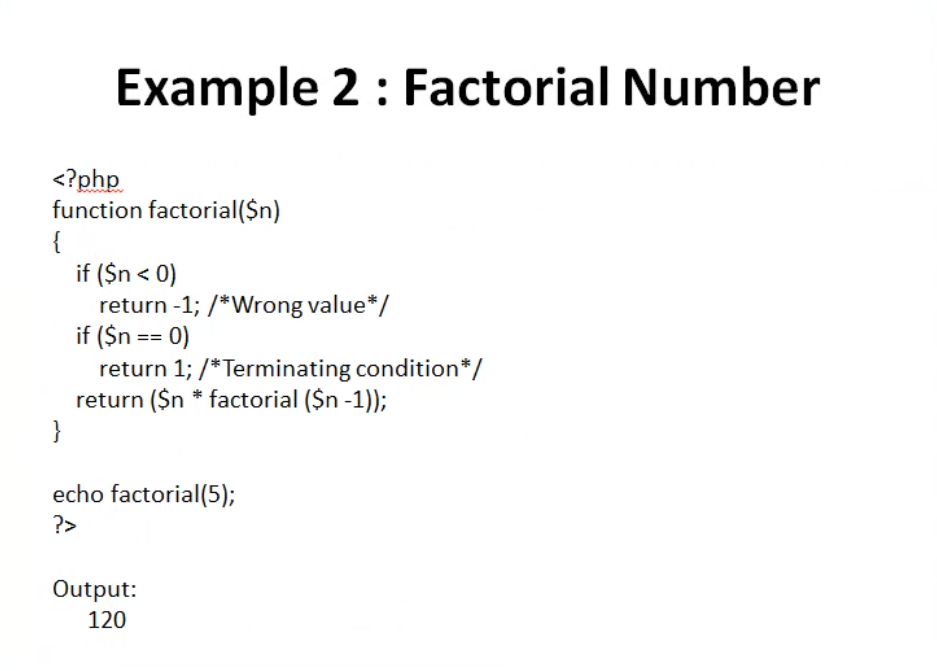 Example 2 : Factorial Number
<?php
function factorial($n)
{
if ($n < 0)
return -1; /*Wrong value*/
if ($n == 0)
return 1; /*Terminating condition*/
return ($n * factorial ($n -1));
}
echo factorial(5);
?>
Output:
120